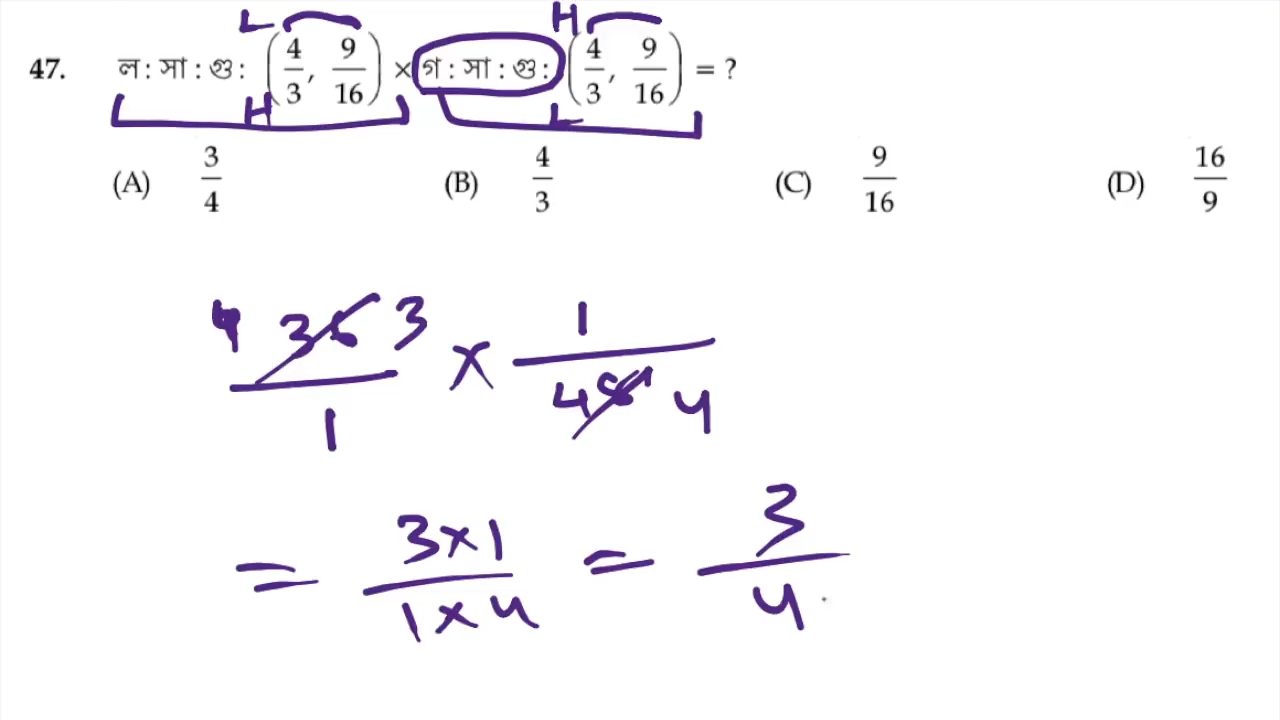 L H
47. ল : সা : গু : (4/3, 9/16) × গ : সা : গু : (4/3, 9/16) = ?
H L
(A) 3/4 (B) 4/3 (C) 9/16 (D) 16/9
36 3 / 1 × 1 / 48 4
= 3×1 / 1×4 = 3/4